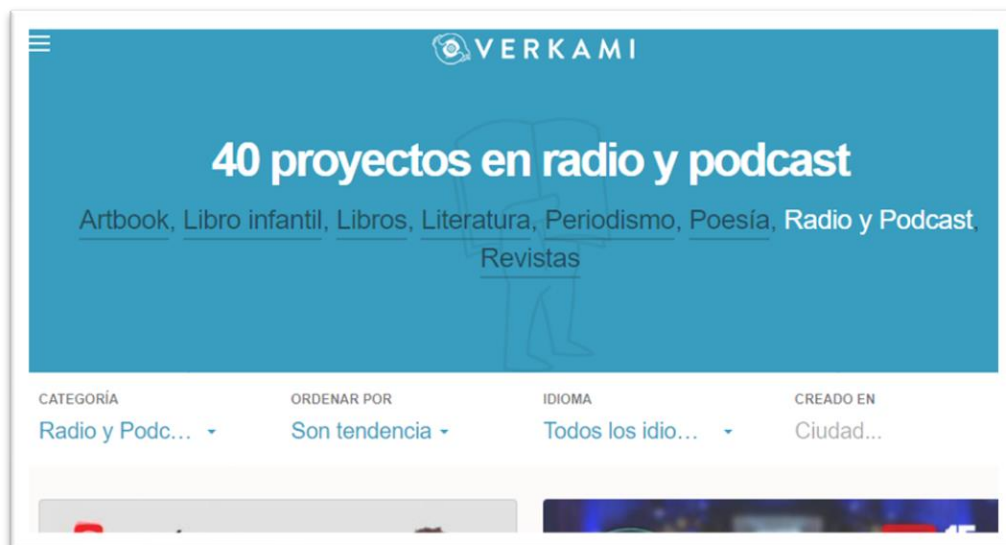 VERKAMI
40 proyectos en radio y podcast
Artbook, Libro infantil, Libros, Literatura, Periodismo, Poesía, Radio y Podcast,
Revistas
CATEGORÍA ORDENAR POR IDIOMA CREADO EN
Radio y Podc... Son tendencia Todos los idio... Ciudad...